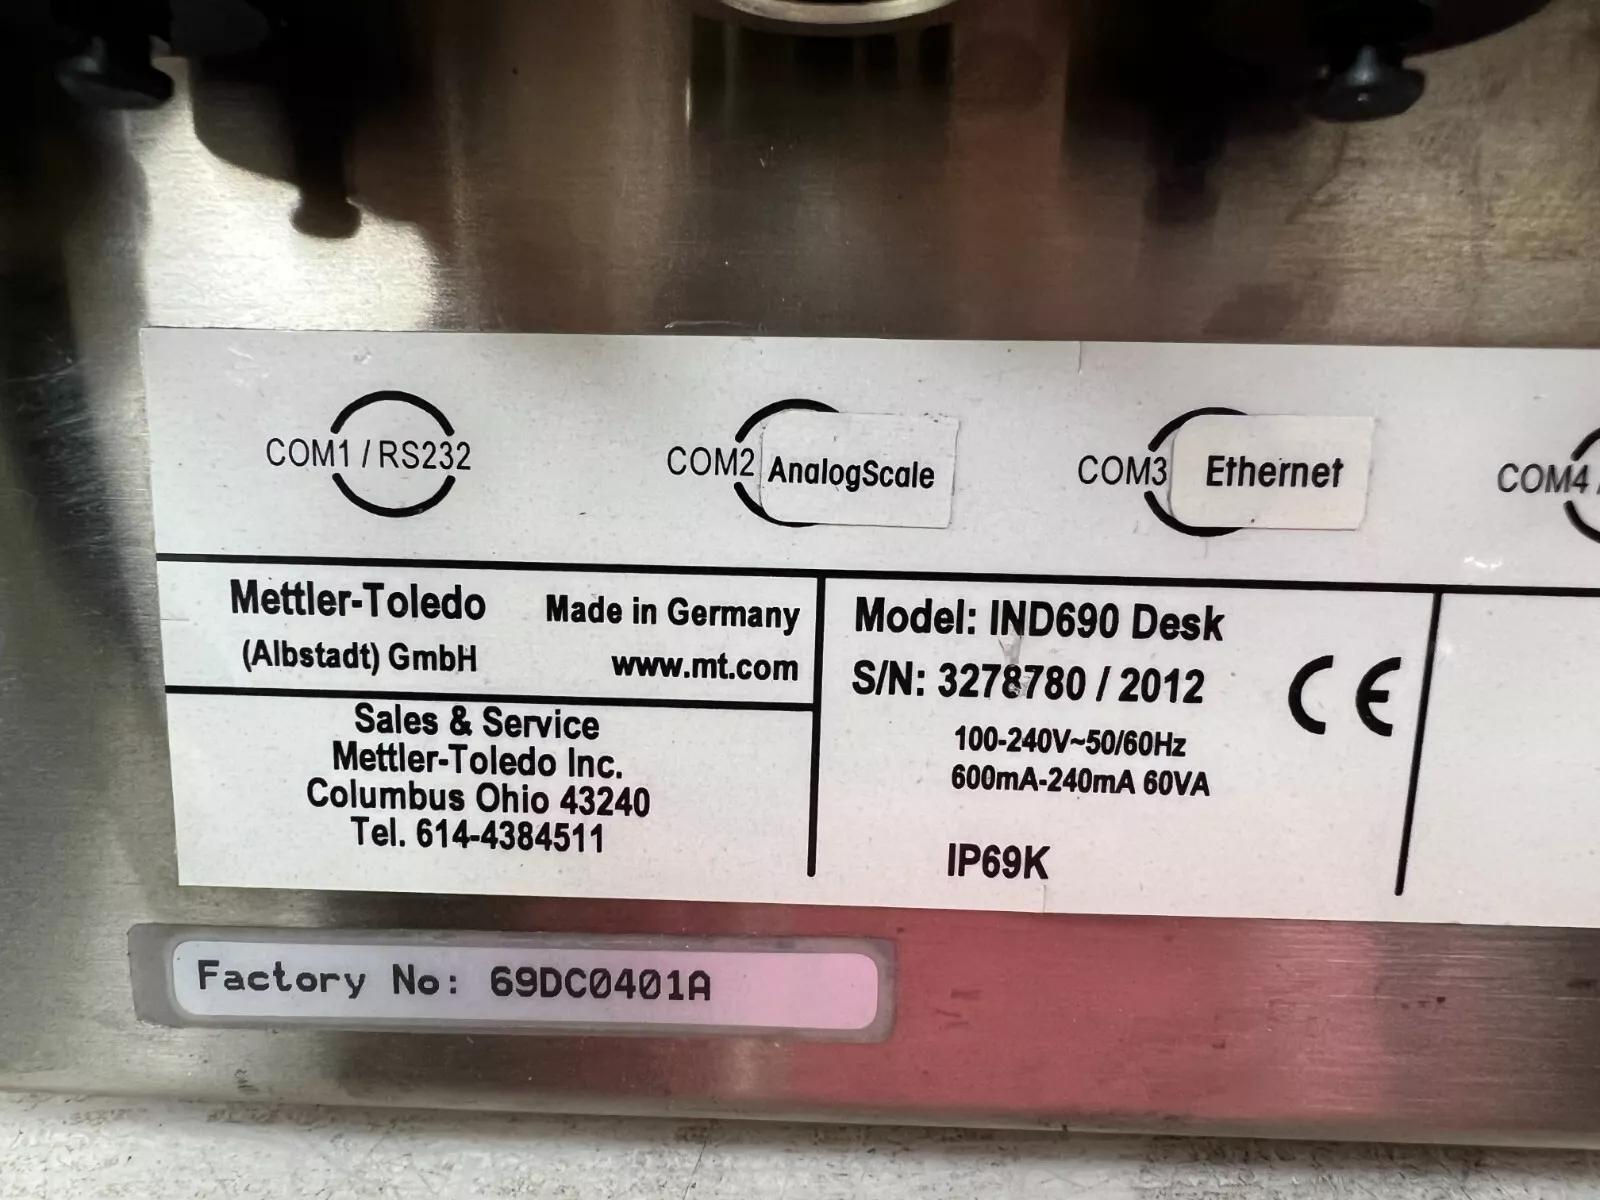 COM1 / RS232
COM2 AnalogScale
COM3 Ethernet
COM4 /
Mettler-Toledo Made in Germany
(Albstadt) GmbH www.mt.com
Sales & Service
Mettler-Toledo Inc.
Columbus Ohio 43240
Tel. 614-4384511
Model: IND690 Desk
S/N: 3278780 / 2012
CE
100-240V~50/60Hz
600mA-240mA 60VA
IP69K
Factory No: 69DC0401A